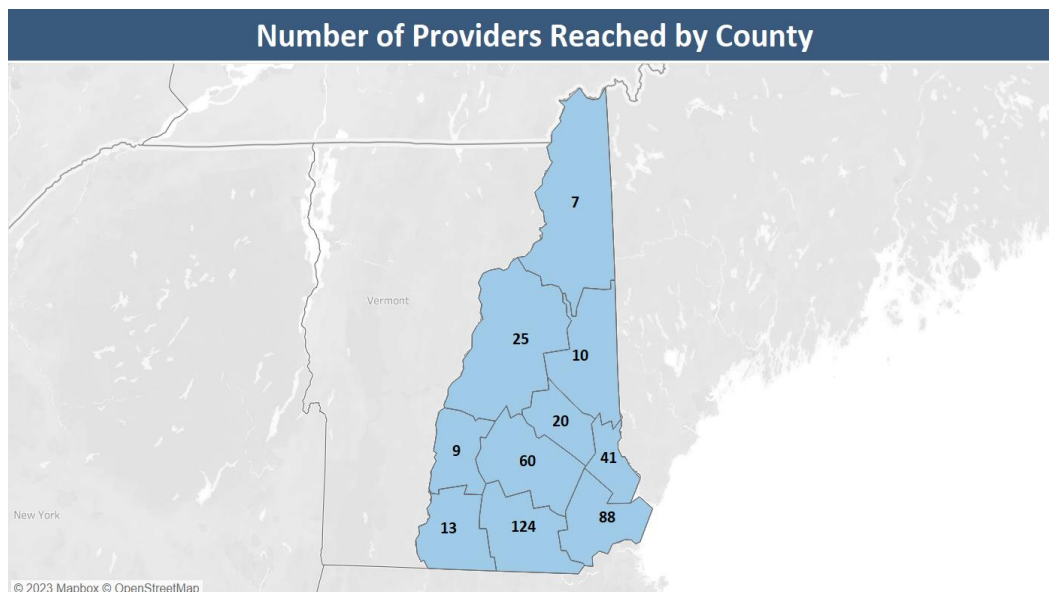 Number of Providers Reached by County
7
Vermont
25
10
20
9
60
41
13
124
88
New York
© 2023 Mapbox © OpenStreetMap